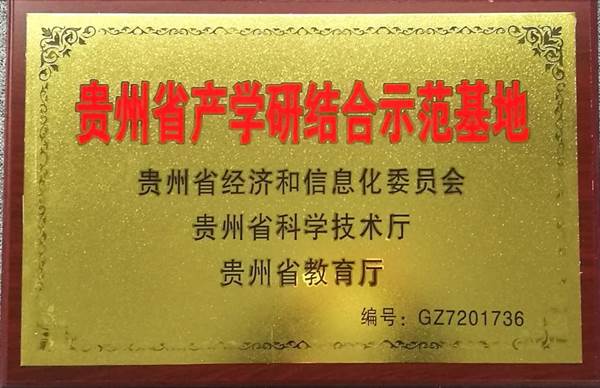 贵州省产学研结合示范基地
贵州省经济和信息化委员会
贵州省科学技术厅
贵州省教育厅
编号：GZ7201736